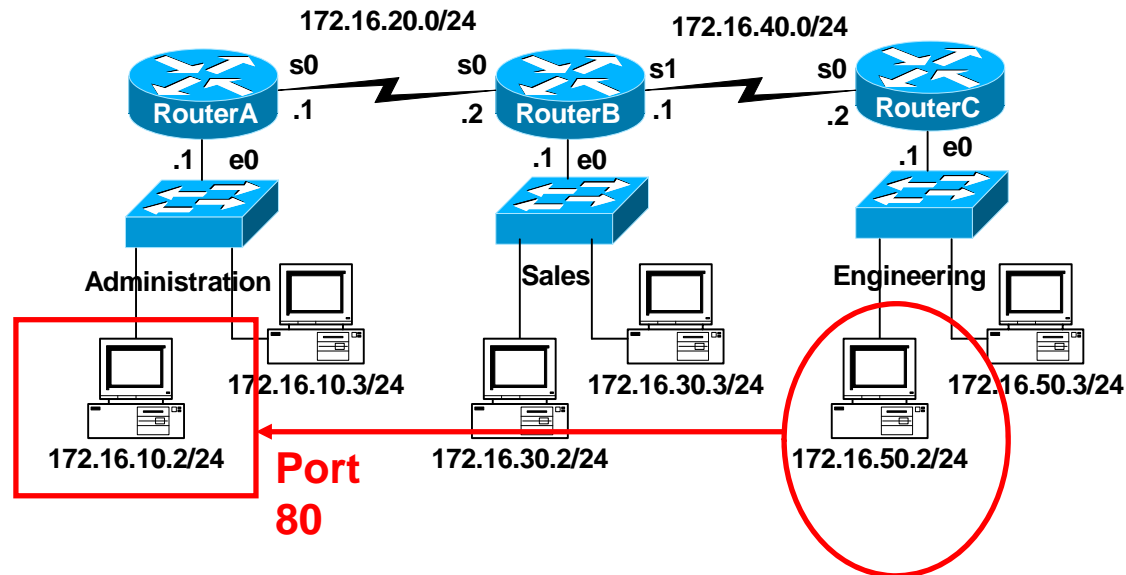 172.16.20.0/24
172.16.40.0/24
s0 s0 s1 s0
RouterA RouterB RouterC
.1 .2 .1 .2
.1 e0 .1 e0 .1 e0
Administration Sales Engineering
172.16.10.3/24 172.16.30.3/24 172.16.50.3/24
172.16.10.2/24 172.16.30.2/24 172.16.50.2/24
Port
80